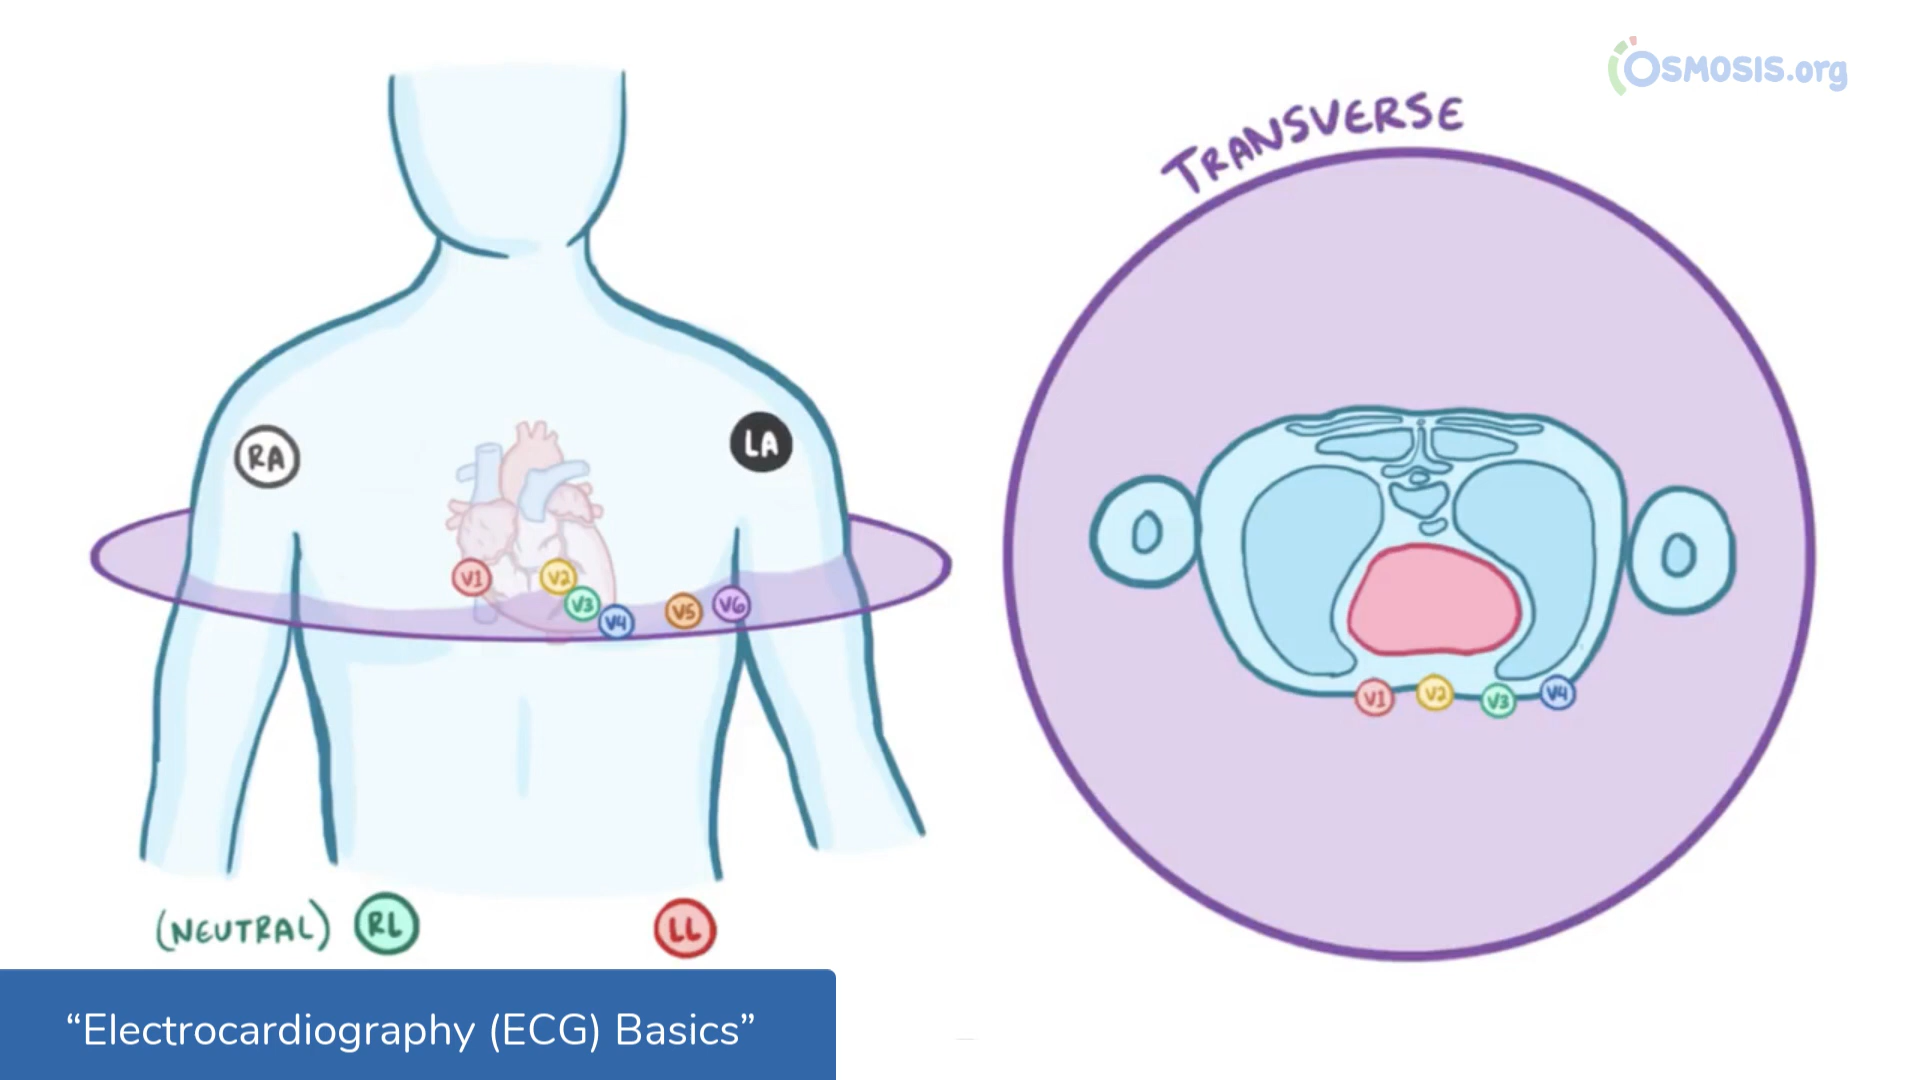 OSMOSIS.org
TRANSVERSE
RA
LA
V1
V2
V3
V4
V5
V6
V1
V2
V3
V4
(NEUTRAL) RL
LL
“Electrocardiography (ECG) Basics”